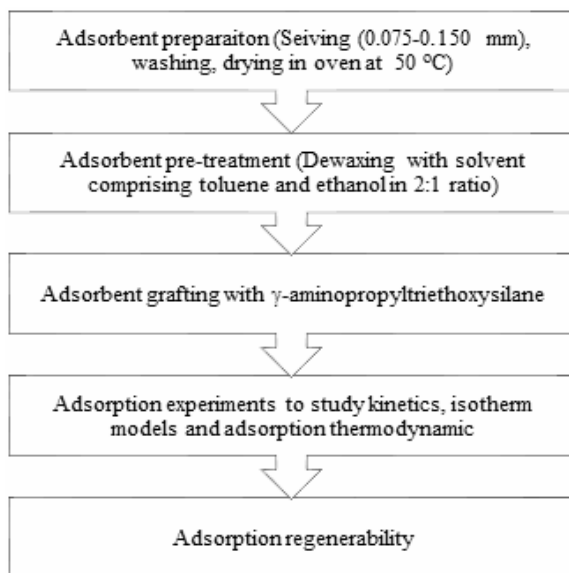 Adsorbent preparaiton (Seiving (0.075-0.150 mm),
washing, drying in oven at 50 °C)
Adsorbent pre-treatment (Dewaxing with solvent
comprising toluene and ethanol in 2:1 ratio)
Adsorbent grafting with γ-aminopropyltriethoxysilane
Adsorption experiments to study kinetics, isotherm
models and adsorption thermodynamic
Adsorption regenerability